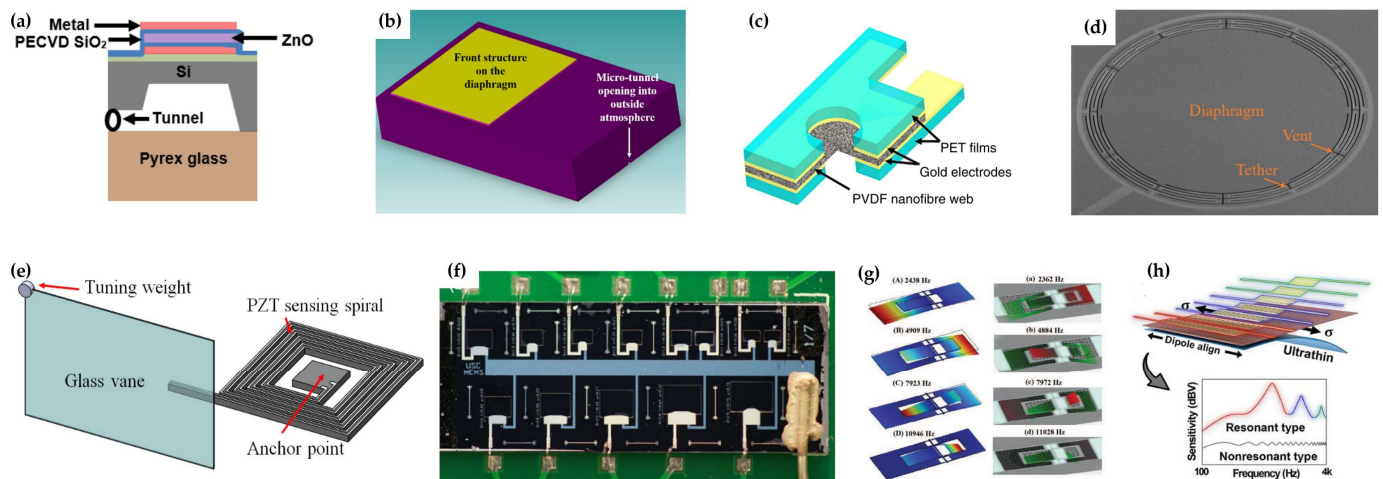 (a)
Metal
PECVD SiO₂
ZnO
Si
Tunnel
Pyrex glass
(b)
Front structure
on the
diaphragm
Micro-tunnel
opening into
outside
atmosphere
(c)
PET films
Gold electrodes
PVDF nanofibre web
(d)
Diaphragm
Vent
Tether
(e)
Tuning weight
PZT sensing spiral
Glass vane
Anchor point
(f)
USC
MEMS
1/7
(g)
(A) 2438 Hz
(a) 2362 Hz
(B) 4909 Hz
(b) 4884 Hz
(C) 7923 Hz
(c) 7972 Hz
(D) 10946 Hz
(d) 11028 Hz
(h)
σ
σ
Dipole align
Ultrathin
Sensitivity (dBV)
Resonant type
Nonresonant type
100
Frequency (Hz)
4k